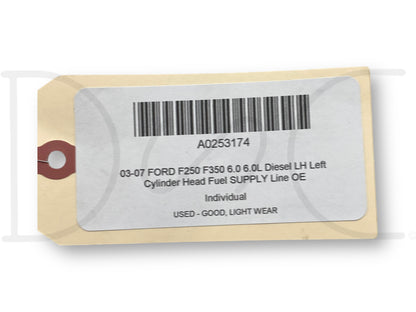 A0253174
03-07 FORD F250 F350 6.0 6.0L Diesel LH Left
Cylinder Head Fuel SUPPLY Line OE
Individual
USED - GOOD, LIGHT WEAR